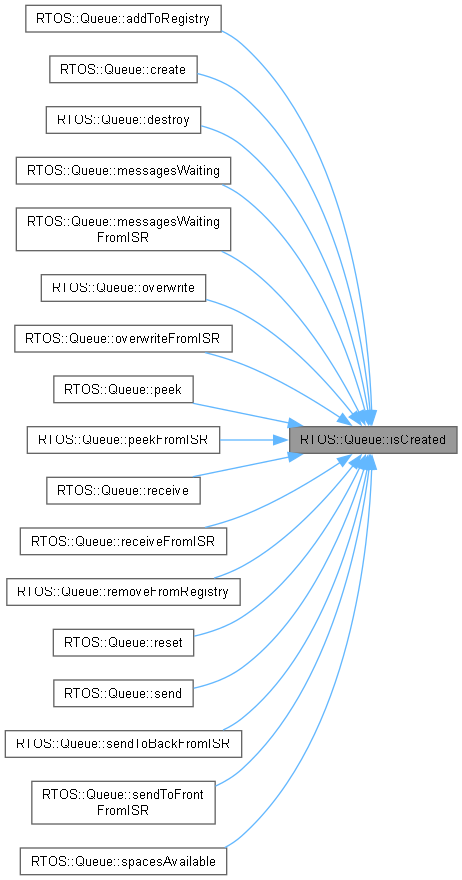 RTOS::Queue::addToRegistry
RTOS::Queue::create
RTOS::Queue::destroy
RTOS::Queue::messagesWaiting
RTOS::Queue::messagesWaiting
FromISR
RTOS::Queue::overwrite
RTOS::Queue::overwriteFromISR
RTOS::Queue::peek
RTOS::Queue::isCreated
RTOS::Queue::peekFromISR
RTOS::Queue::receive
RTOS::Queue::receiveFromISR
RTOS::Queue::removeFromRegistry
RTOS::Queue::reset
RTOS::Queue::send
RTOS::Queue::sendToBackFromISR
RTOS::Queue::sendToFront
FromISR
RTOS::Queue::spacesAvailable